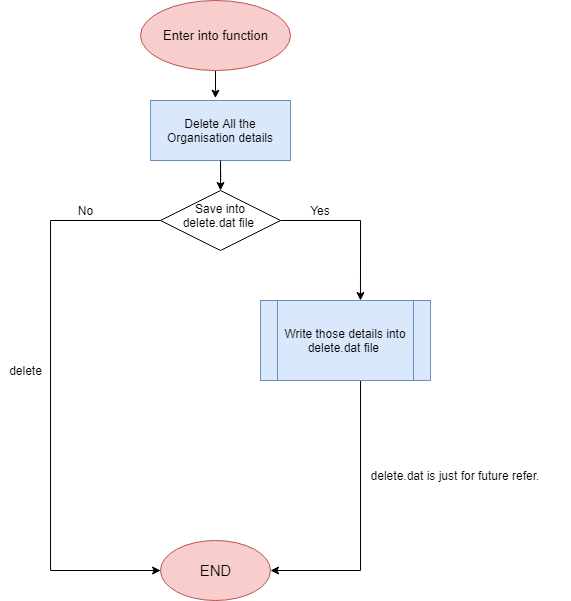 Enter into function
Delete All the
Organisation details
Save into
delete.dat file
No
Yes
Write those details into
delete.dat file
delete
delete.dat is just for future refer.
END